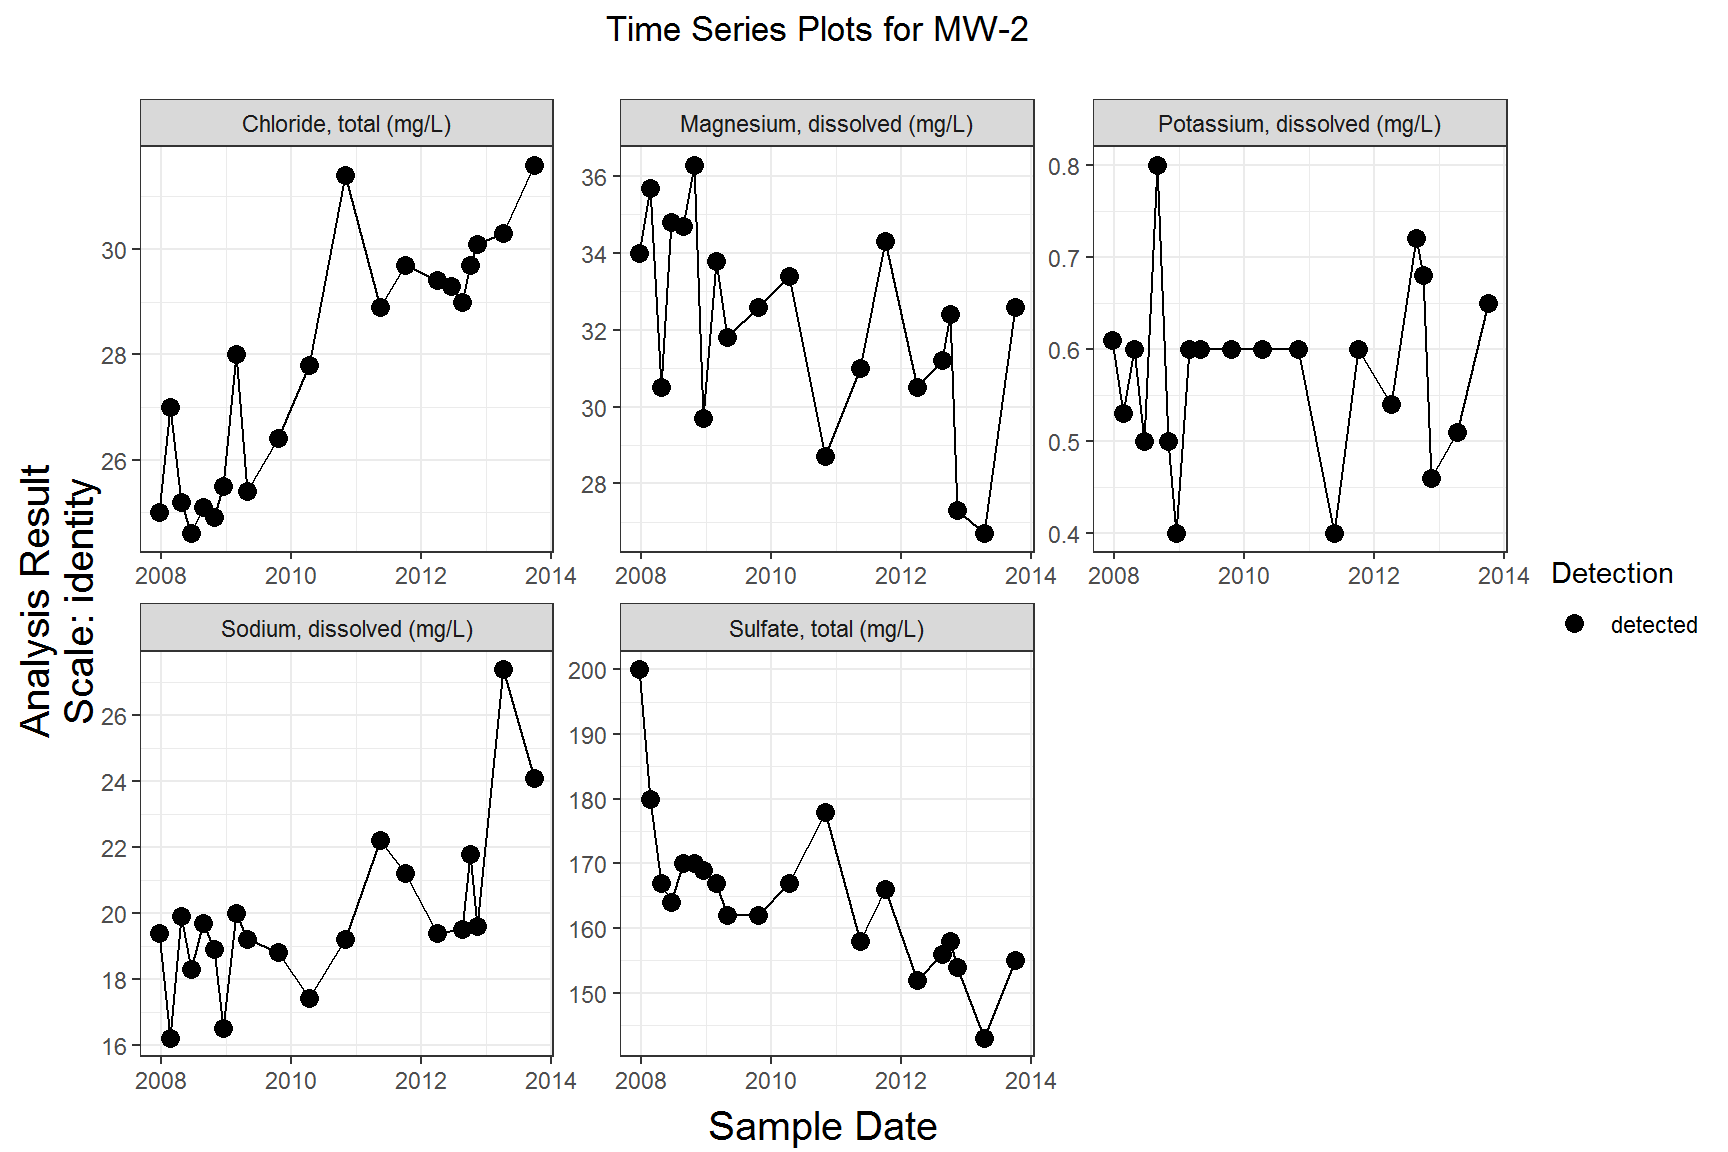 Time Series Plots for MW-2
Chloride, total (mg/L)
30
28
26
2008 2010 2012 2014
Magnesium, dissolved (mg/L)
36
34
32
30
28
2008 2010 2012 2014
Potassium, dissolved (mg/L)
0.8
0.7
0.6
0.5
0.4
2008 2010 2012 2014
Sodium, dissolved (mg/L)
26
24
22
20
18
16
2008 2010 2012 2014
Sulfate, total (mg/L)
200
190
180
170
160
150
2008 2010 2012 2014
Analysis Result
Scale: identity
Sample Date
Detection
detected